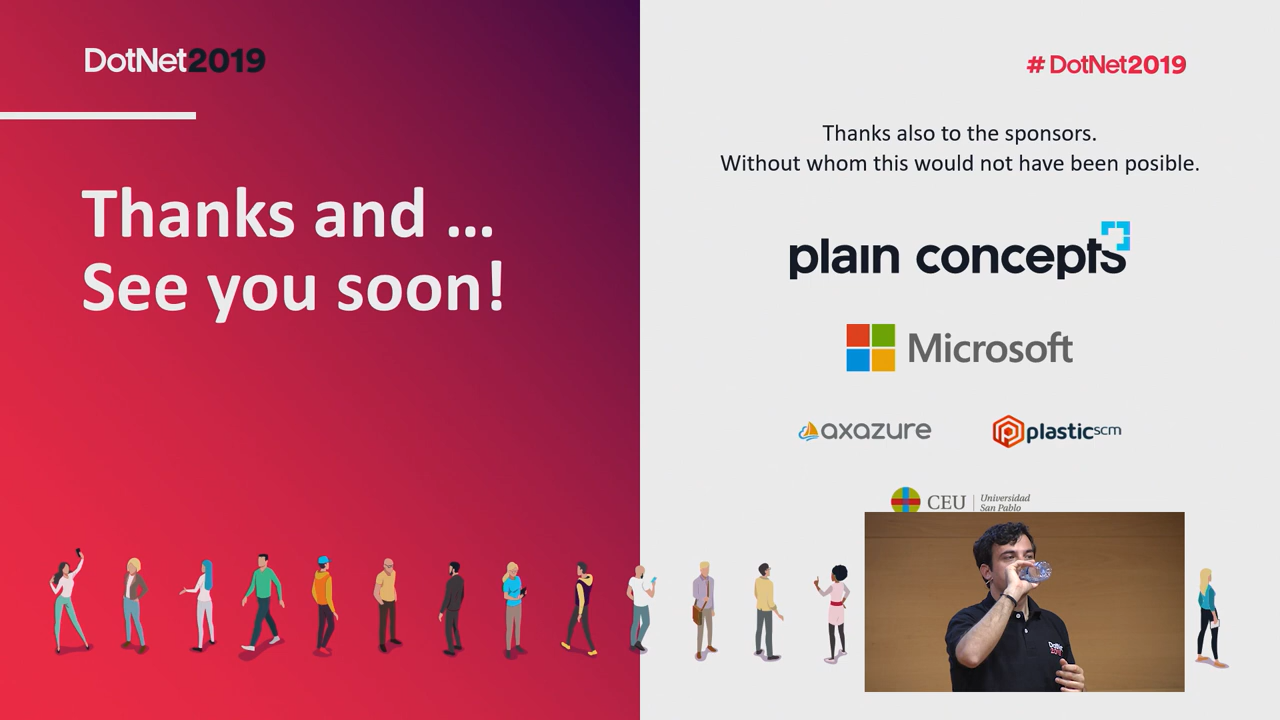 DotNet2019
Thanks and ...
See you soon!
# DotNet2019
Thanks also to the sponsors.
Without whom this would not have been posible.
plain concepts
Microsoft
axazure
plasticscm
CEU
Universidad
San Pablo